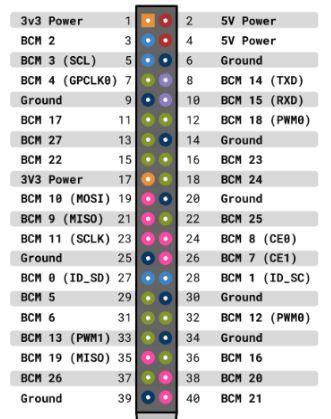 3v3 Power 1 2 5V Power
BCM 2 3 4 5V Power
BCM 3 (SCL) 5 6 Ground
BCM 4 (GPCLK0) 7 8 BCM 14 (TXD)
Ground 9 10 BCM 15 (RXD)
BCM 17 11 12 BCM 18 (PWM0)
BCM 27 13 14 Ground
BCM 22 15 16 BCM 23
3V3 Power 17 18 BCM 24
BCM 10 (MOSI) 19 20 Ground
BCM 9 (MISO) 21 22 BCM 25
BCM 11 (SCLK) 23 24 BCM 8 (CE0)
Ground 25 26 BCM 7 (CE1)
BCM 0 (ID_SD) 27 28 BCM 1 (ID_SC)
BCM 5 29 30 Ground
BCM 6 31 32 BCM 12 (PWM0)
BCM 13 (PWM1) 33 34 Ground
BCM 19 (MISO) 35 36 BCM 16
BCM 26 37 38 BCM 20
Ground 39 40 BCM 21